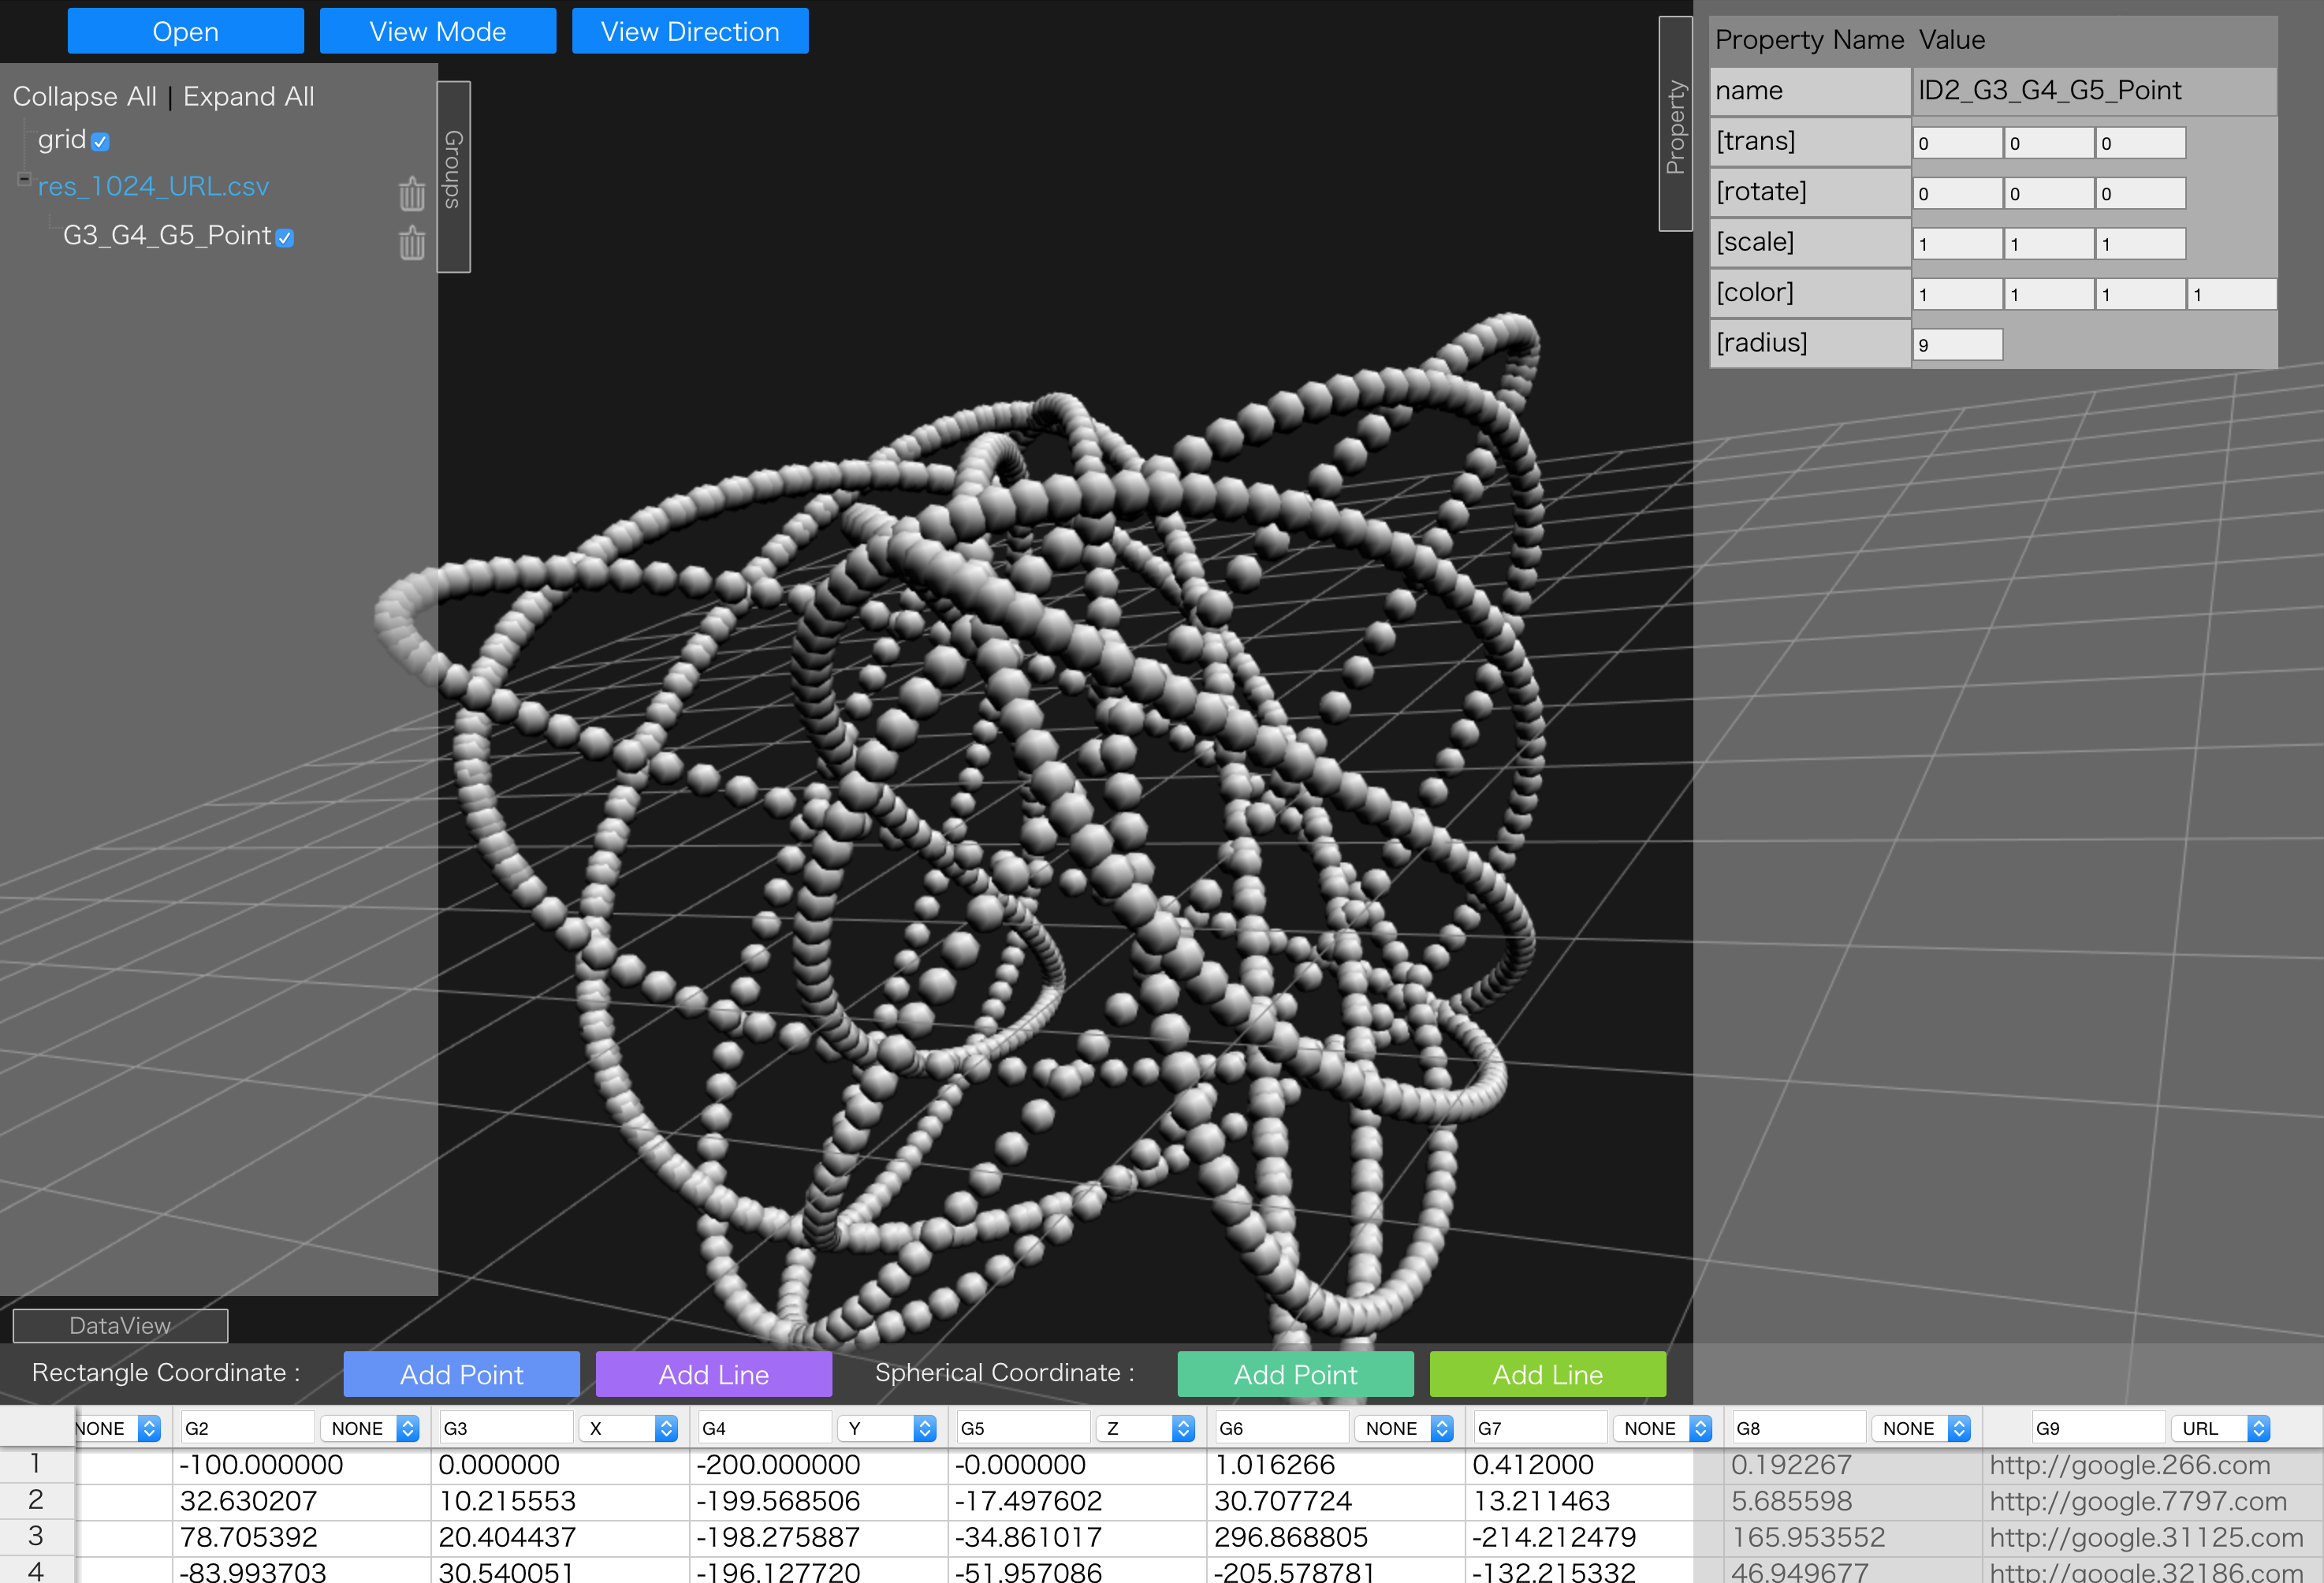 Open View Mode View Direction
Collapse All | Expand All
grid
res_1024_URL.csv
G3_G4_G5_Point
Groups
Property
Property Name Value
name ID2_G3_G4_G5_Point
[trans] 0 0 0
[rotate] 0 0 0
[scale] 1 1 1
[color] 1 1 1 1
[radius] 9
DataView
Rectangle Coordinate : Add Point Add Line Spherical Coordinate : Add Point Add Line
NONE G2 NONE G3 X G4 Y G5 Z G6 NONE G7 NONE G8 NONE G9 URL
1 -100.000000 0.000000 -200.000000 -0.000000 1.016266 0.412000 0.192267 http://google.266.com
2 32.630207 10.215553 -199.568506 -17.497602 30.707724 13.211463 5.685598 http://google.7797.com
3 78.705392 20.404437 -198.275887 -34.861017 296.868805 -214.212479 165.953552 http://google.31125.com
4 -83.993703 30.540051 -196.127720 -51.957086 -205.578781 -132.215332 46.949677 http://google.32186.com